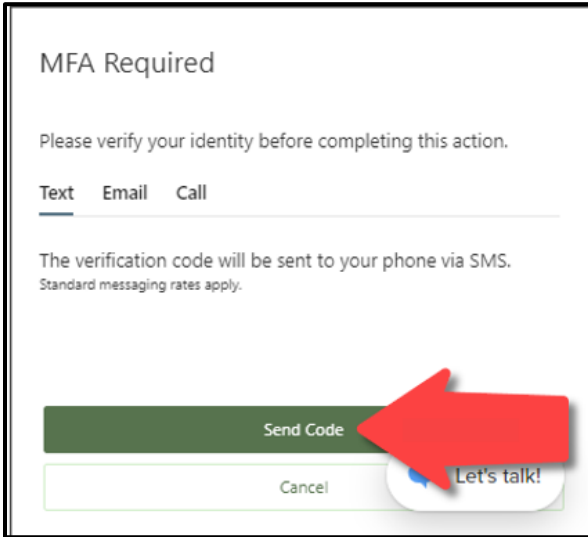 MFA Required
Please verify your identity before completing this action.
Text Email Call
The verification code will be sent to your phone via SMS.
Standard messaging rates apply.
Send Code
Let's talk!
Cancel